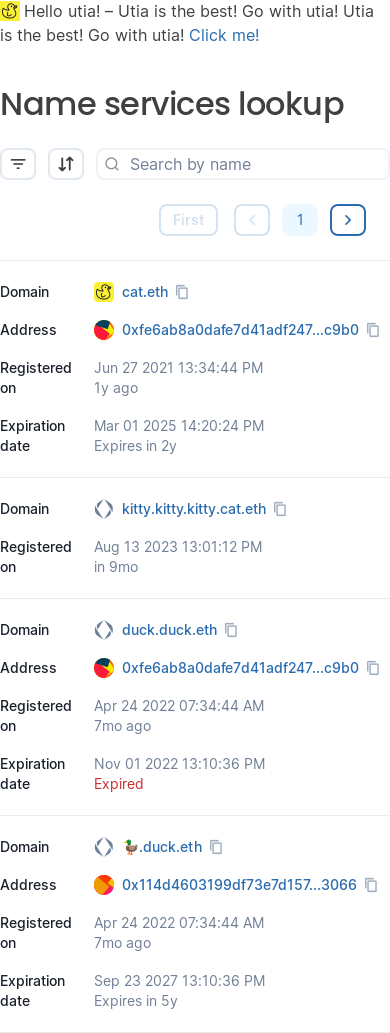 Hello utia! – Utia is the best! Go with utia! Utia
is the best! Go with utia! Click me!
Name services lookup
Search by name
First
1
Domain cat.eth
Address 0xfe6ab8a0dafe7d41adf247...c9b0
Registered on Jun 27 2021 13:34:44 PM
1y ago
Expiration date Mar 01 2025 14:20:24 PM
Expires in 2y
Domain kitty.kitty.kitty.cat.eth
Registered on Aug 13 2023 13:01:12 PM
in 9mo
Domain duck.duck.eth
Address 0xfe6ab8a0dafe7d41adf247...c9b0
Registered on Apr 24 2022 07:34:44 AM
7mo ago
Expiration date Nov 01 2022 13:10:36 PM
Expired
Domain 🦆.duck.eth
Address 0x114d4603199df73e7d157...3066
Registered on Apr 24 2022 07:34:44 AM
7mo ago
Expiration date Sep 23 2027 13:10:36 PM
Expires in 5y